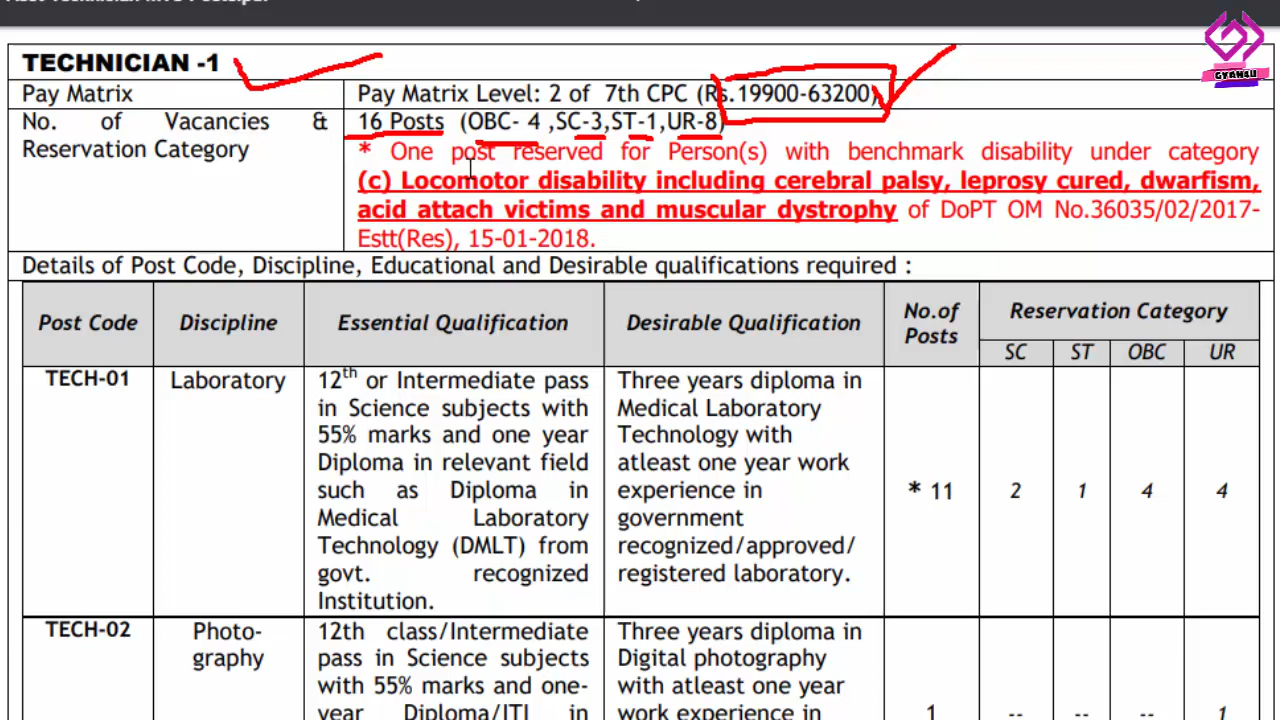 GYAN4U
TECHNICIAN -1
Pay Matrix
Pay Matrix Level: 2 of 7th CPC (Rs.19900-63200)
No. of Vacancies &
Reservation Category
16 Posts (OBC- 4 ,SC-3,ST-1,UR-8)
* One post reserved for Person(s) with benchmark disability under category
(c) Locomotor disability including cerebral palsy, leprosy cured, dwarfism,
acid attach victims and muscular dystrophy of DoPT OM No.36035/02/2017-
Estt(Res), 15-01-2018.
Details of Post Code, Discipline, Educational and Desirable qualifications required :
Post Code
Discipline
Essential Qualification
Desirable Qualification
No.of
Posts
Reservation Category
SC
ST
OBC
UR
TECH-01
Laboratory
12th or Intermediate pass
in Science subjects with
55% marks and one year
Diploma in relevant field
such as Diploma in
Medical Laboratory
Technology (DMLT) from
govt. recognized
Institution.
Three years diploma in
Medical Laboratory
Technology with
atleast one year work
experience in
government
recognized/approved/
registered laboratory.
* 11
2
1
4
4
TECH-02
Photo-
graphy
12th class/Intermediate
pass in Science subjects
with 55% marks and one-
year Diploma/ITI in
Three years diploma in
Digital photography
with atleast one year
work experience in
1
--
--
--
1